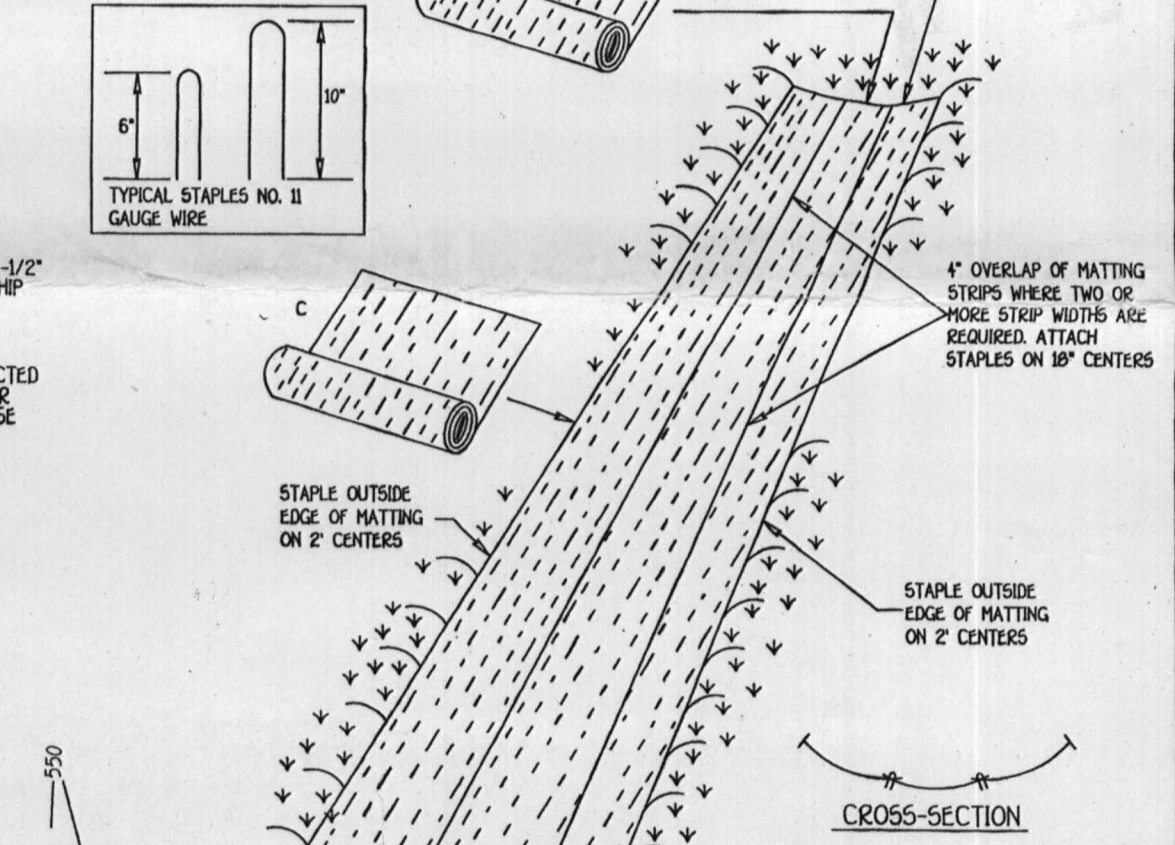 10"
6"
TYPICAL STAPLES NO. 11
GAUGE WIRE
-1/2"
HIP
CTED
R
SE
C
4" OVERLAP OF MATTING
STRIPS WHERE TWO OR
MORE STRIP WIDTHS ARE
REQUIRED. ATTACH
STAPLES ON 18" CENTERS
STAPLE OUTSIDE
EDGE OF MATTING
ON 2' CENTERS
STAPLE OUTSIDE
EDGE OF MATTING
ON 2' CENTERS
550
CROSS-SECTION